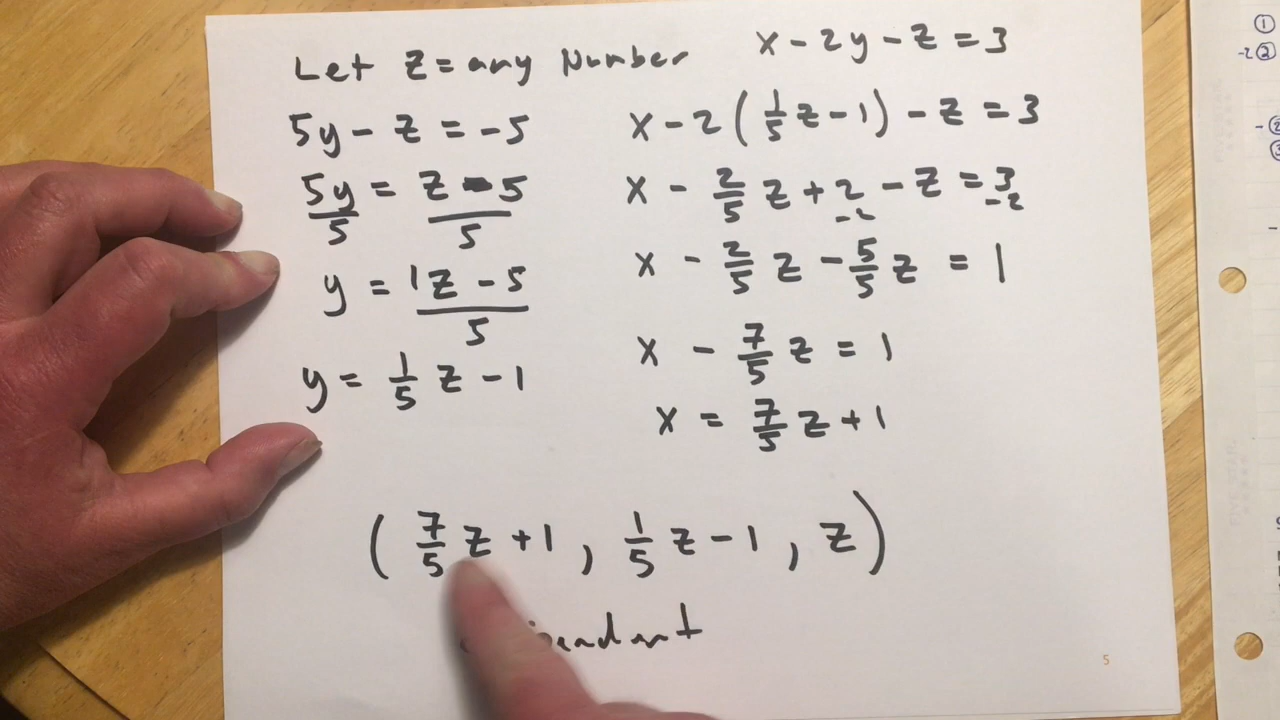 Let z = any Number
x - 2y - z = 3
5y - z = -5
5y/5 = z - 5/5
y = 1z - 5/5
y = 1/5 z - 1
x - 2(1/5 z - 1) - z = 3
x - 2/5 z + 2 - z = 3
-2 -2
x - 2/5 z - 5/5 z = 1
x - 7/5 z = 1
x = 7/5 z + 1
(7/5 z + 1, 1/5 z - 1, z)
5
①
-2②